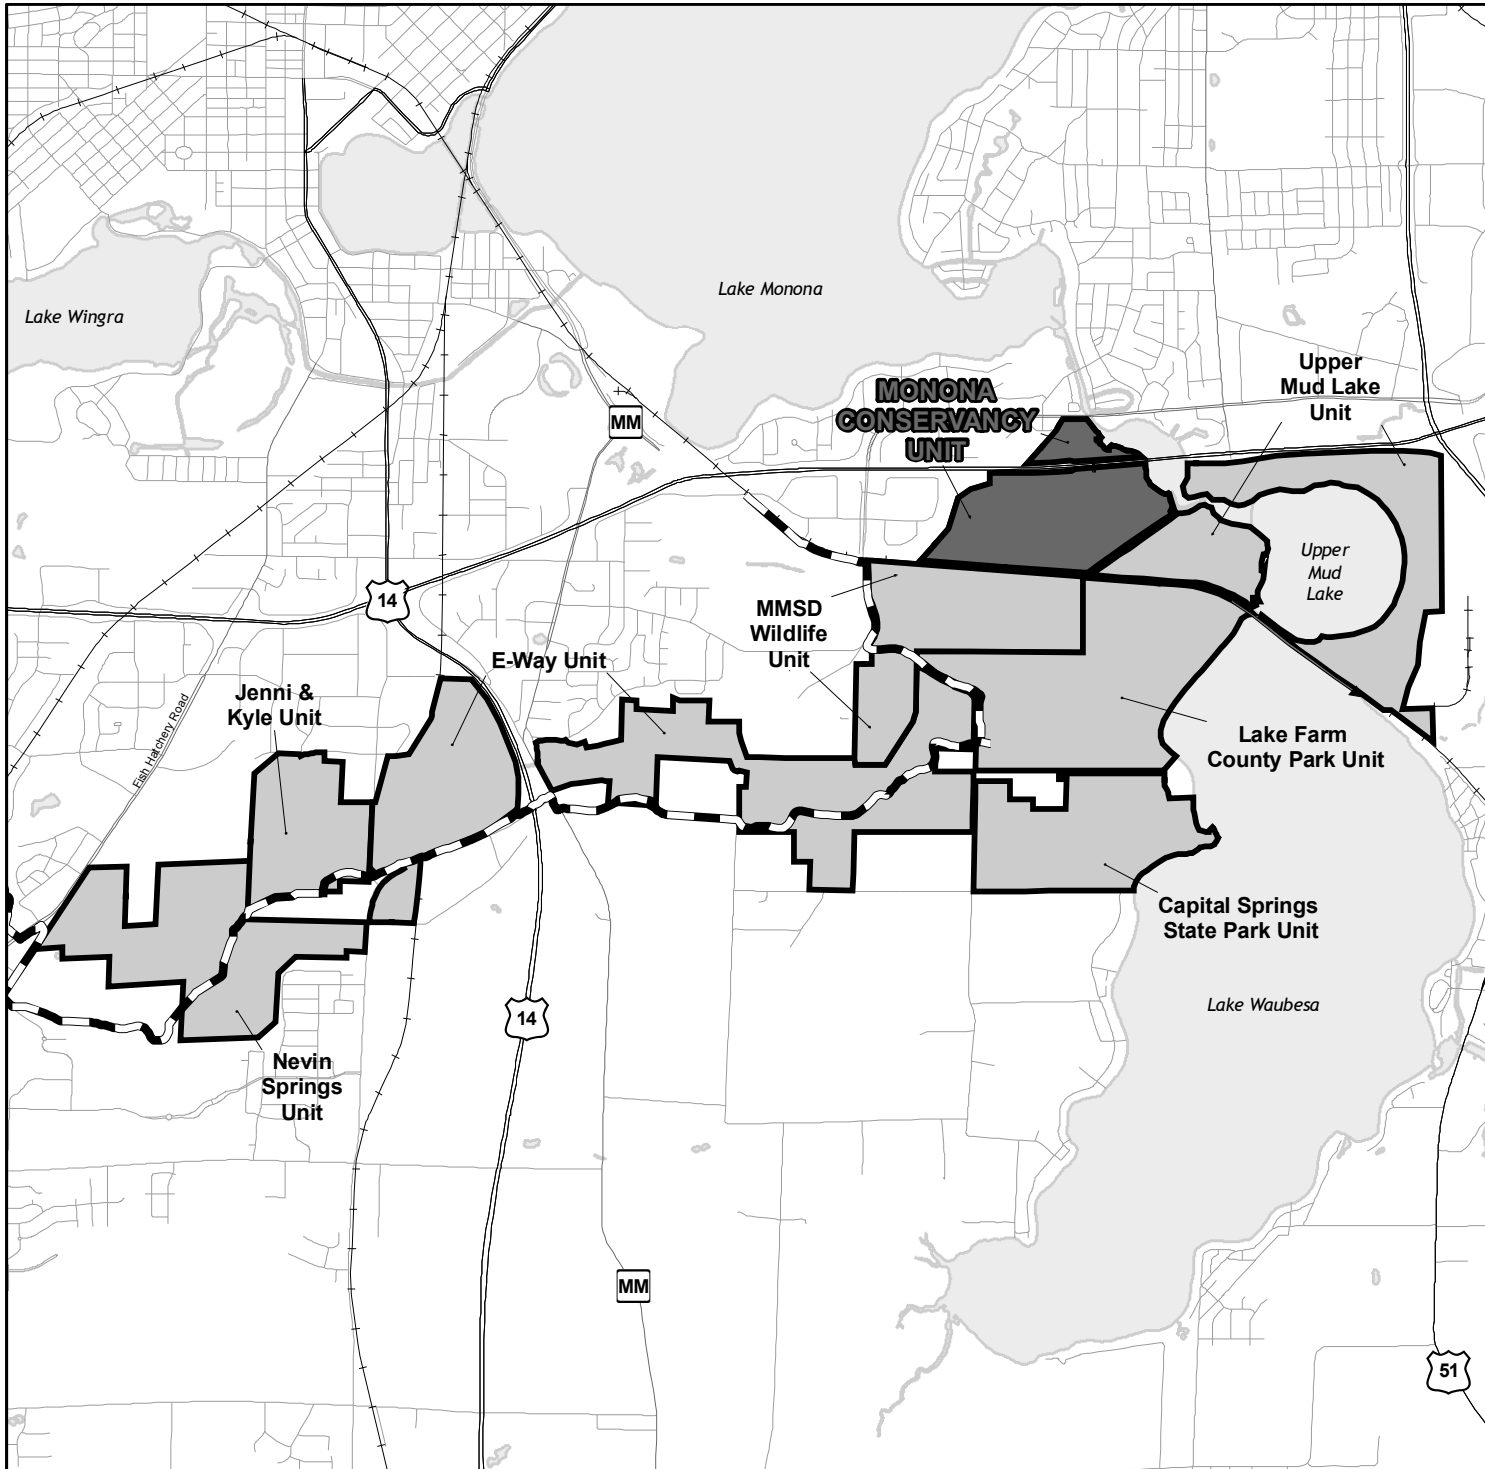 Lake Monona
Lake Wingra
Upper
Mud Lake
Unit
MONONA
CONSERVANCY
UNIT
MM
Upper
Mud
Lake
14
MMSD
Wildlife
Unit
E-Way Unit
Jenni &
Kyle Unit
Fish Hatchery Road
Lake Farm
County Park Unit
Capital Springs
State Park Unit
Lake Waubesa
14
Nevin
Springs
Unit
MM
51